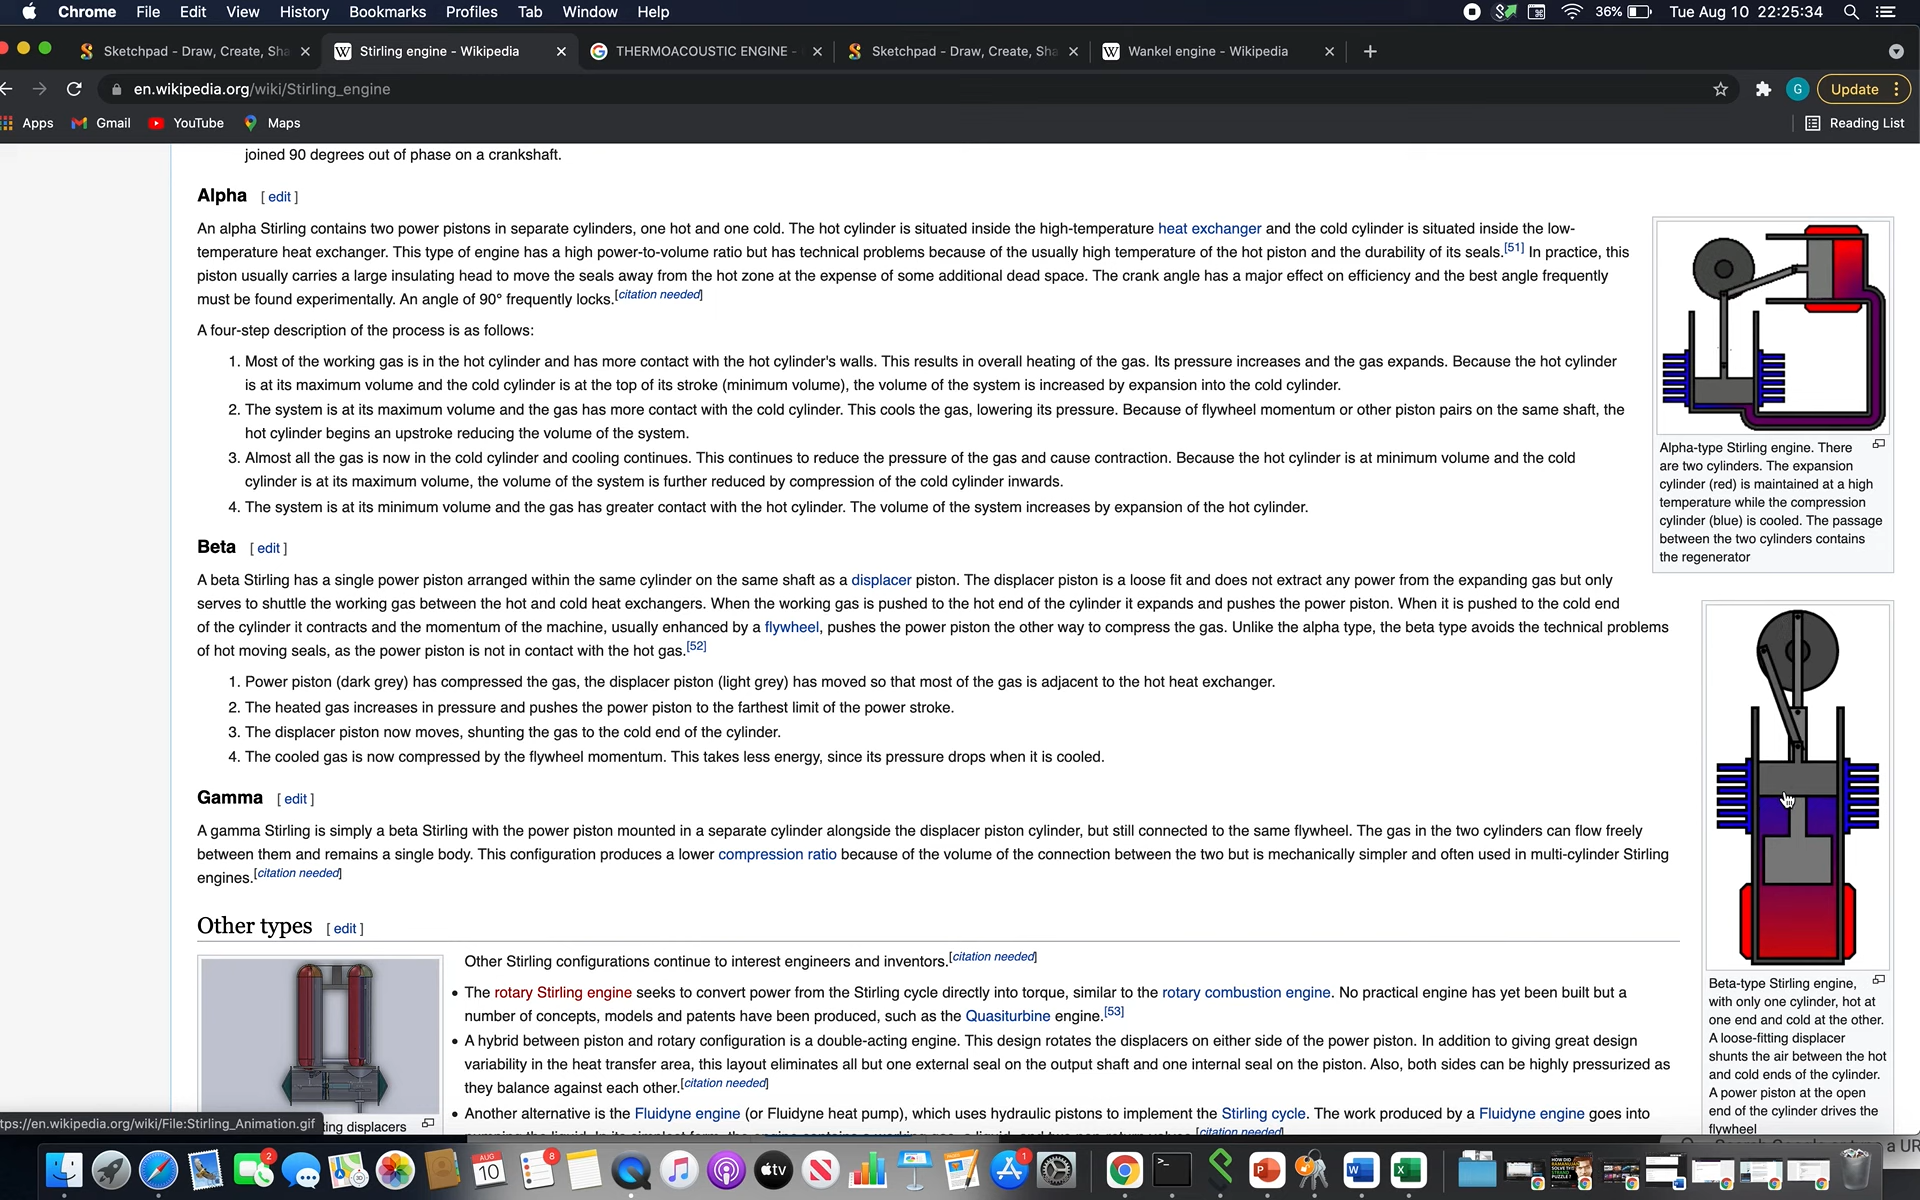 Chrome File Edit View History Bookmarks Profiles Tab Window Help 36% Tue Aug 10 22:25:34
Sketchpad - Draw, Create, Sha Stirling engine - Wikipedia THERMOACOUSTIC ENGINE - Sketchpad - Draw, Create, Sha Wankel engine - Wikipedia
en.wikipedia.org/wiki/Stirling_engine G Update
Apps Gmail YouTube Maps Reading List
joined 90 degrees out of phase on a crankshaft.
Alpha [ edit ]
An alpha Stirling contains two power pistons in separate cylinders, one hot and one cold. The hot cylinder is situated inside the high-temperature heat exchanger and the cold cylinder is situated inside the low-
temperature heat exchanger. This type of engine has a high power-to-volume ratio but has technical problems because of the usually high temperature of the hot piston and the durability of its seals.[51] In practice, this
piston usually carries a large insulating head to move the seals away from the hot zone at the expense of some additional dead space. The crank angle has a major effect on efficiency and the best angle frequently
must be found experimentally. An angle of 90° frequently locks.[citation needed]
A four-step description of the process is as follows:
1. Most of the working gas is in the hot cylinder and has more contact with the hot cylinder's walls. This results in overall heating of the gas. Its pressure increases and the gas expands. Because the hot cylinder
is at its maximum volume and the cold cylinder is at the top of its stroke (minimum volume), the volume of the system is increased by expansion into the cold cylinder.
2. The system is at its maximum volume and the gas has more contact with the cold cylinder. This cools the gas, lowering its pressure. Because of flywheel momentum or other piston pairs on the same shaft, the
hot cylinder begins an upstroke reducing the volume of the system.
3. Almost all the gas is now in the cold cylinder and cooling continues. This continues to reduce the pressure of the gas and cause contraction. Because the hot cylinder is at minimum volume and the cold
cylinder is at its maximum volume, the volume of the system is further reduced by compression of the cold cylinder inwards.
4. The system is at its minimum volume and the gas has greater contact with the hot cylinder. The volume of the system increases by expansion of the hot cylinder.
Alpha-type Stirling engine. There
are two cylinders. The expansion
cylinder (red) is maintained at a high
temperature while the compression
cylinder (blue) is cooled. The passage
between the two cylinders contains
the regenerator
Beta [ edit ]
A beta Stirling has a single power piston arranged within the same cylinder on the same shaft as a displacer piston. The displacer piston is a loose fit and does not extract any power from the expanding gas but only
serves to shuttle the working gas between the hot and cold heat exchangers. When the working gas is pushed to the hot end of the cylinder it expands and pushes the power piston. When it is pushed to the cold end
of the cylinder it contracts and the momentum of the machine, usually enhanced by a flywheel, pushes the power piston the other way to compress the gas. Unlike the alpha type, the beta type avoids the technical problems
of hot moving seals, as the power piston is not in contact with the hot gas.[52]
1. Power piston (dark grey) has compressed the gas, the displacer piston (light grey) has moved so that most of the gas is adjacent to the hot heat exchanger.
2. The heated gas increases in pressure and pushes the power piston to the farthest limit of the power stroke.
3. The displacer piston now moves, shunting the gas to the cold end of the cylinder.
4. The cooled gas is now compressed by the flywheel momentum. This takes less energy, since its pressure drops when it is cooled.
Gamma [ edit ]
A gamma Stirling is simply a beta Stirling with the power piston mounted in a separate cylinder alongside the displacer piston cylinder, but still connected to the same flywheel. The gas in the two cylinders can flow freely
between them and remains a single body. This configuration produces a lower compression ratio because of the volume of the connection between the two but is mechanically simpler and often used in multi-cylinder Stirling
engines.[citation needed]
Other types [ edit ]
Other Stirling configurations continue to interest engineers and inventors.[citation needed]
• The rotary Stirling engine seeks to convert power from the Stirling cycle directly into torque, similar to the rotary combustion engine. No practical engine has yet been built but a
number of concepts, models and patents have been produced, such as the Quasiturbine engine.[53]
• A hybrid between piston and rotary configuration is a double-acting engine. This design rotates the displacers on either side of the power piston. In addition to giving great design
variability in the heat transfer area, this layout eliminates all but one external seal on the output shaft and one internal seal on the piston. Also, both sides can be highly pressurized as
they balance against each other.[citation needed]
• Another alternative is the Fluidyne engine (or Fluidyne heat pump), which uses hydraulic pistons to implement the Stirling cycle. The work produced by a Fluidyne engine goes into
Beta-type Stirling engine,
with only one cylinder, hot at
one end and cold at the other.
A loose-fitting displacer
shunts the air between the hot
and cold ends of the cylinder.
A power piston at the open
end of the cylinder drives the
flywheel
tps://en.wikipedia.org/wiki/File:Stirling_Animation.gif
ing displacers
[citation needed]
2 AUG 10 8 tv 1